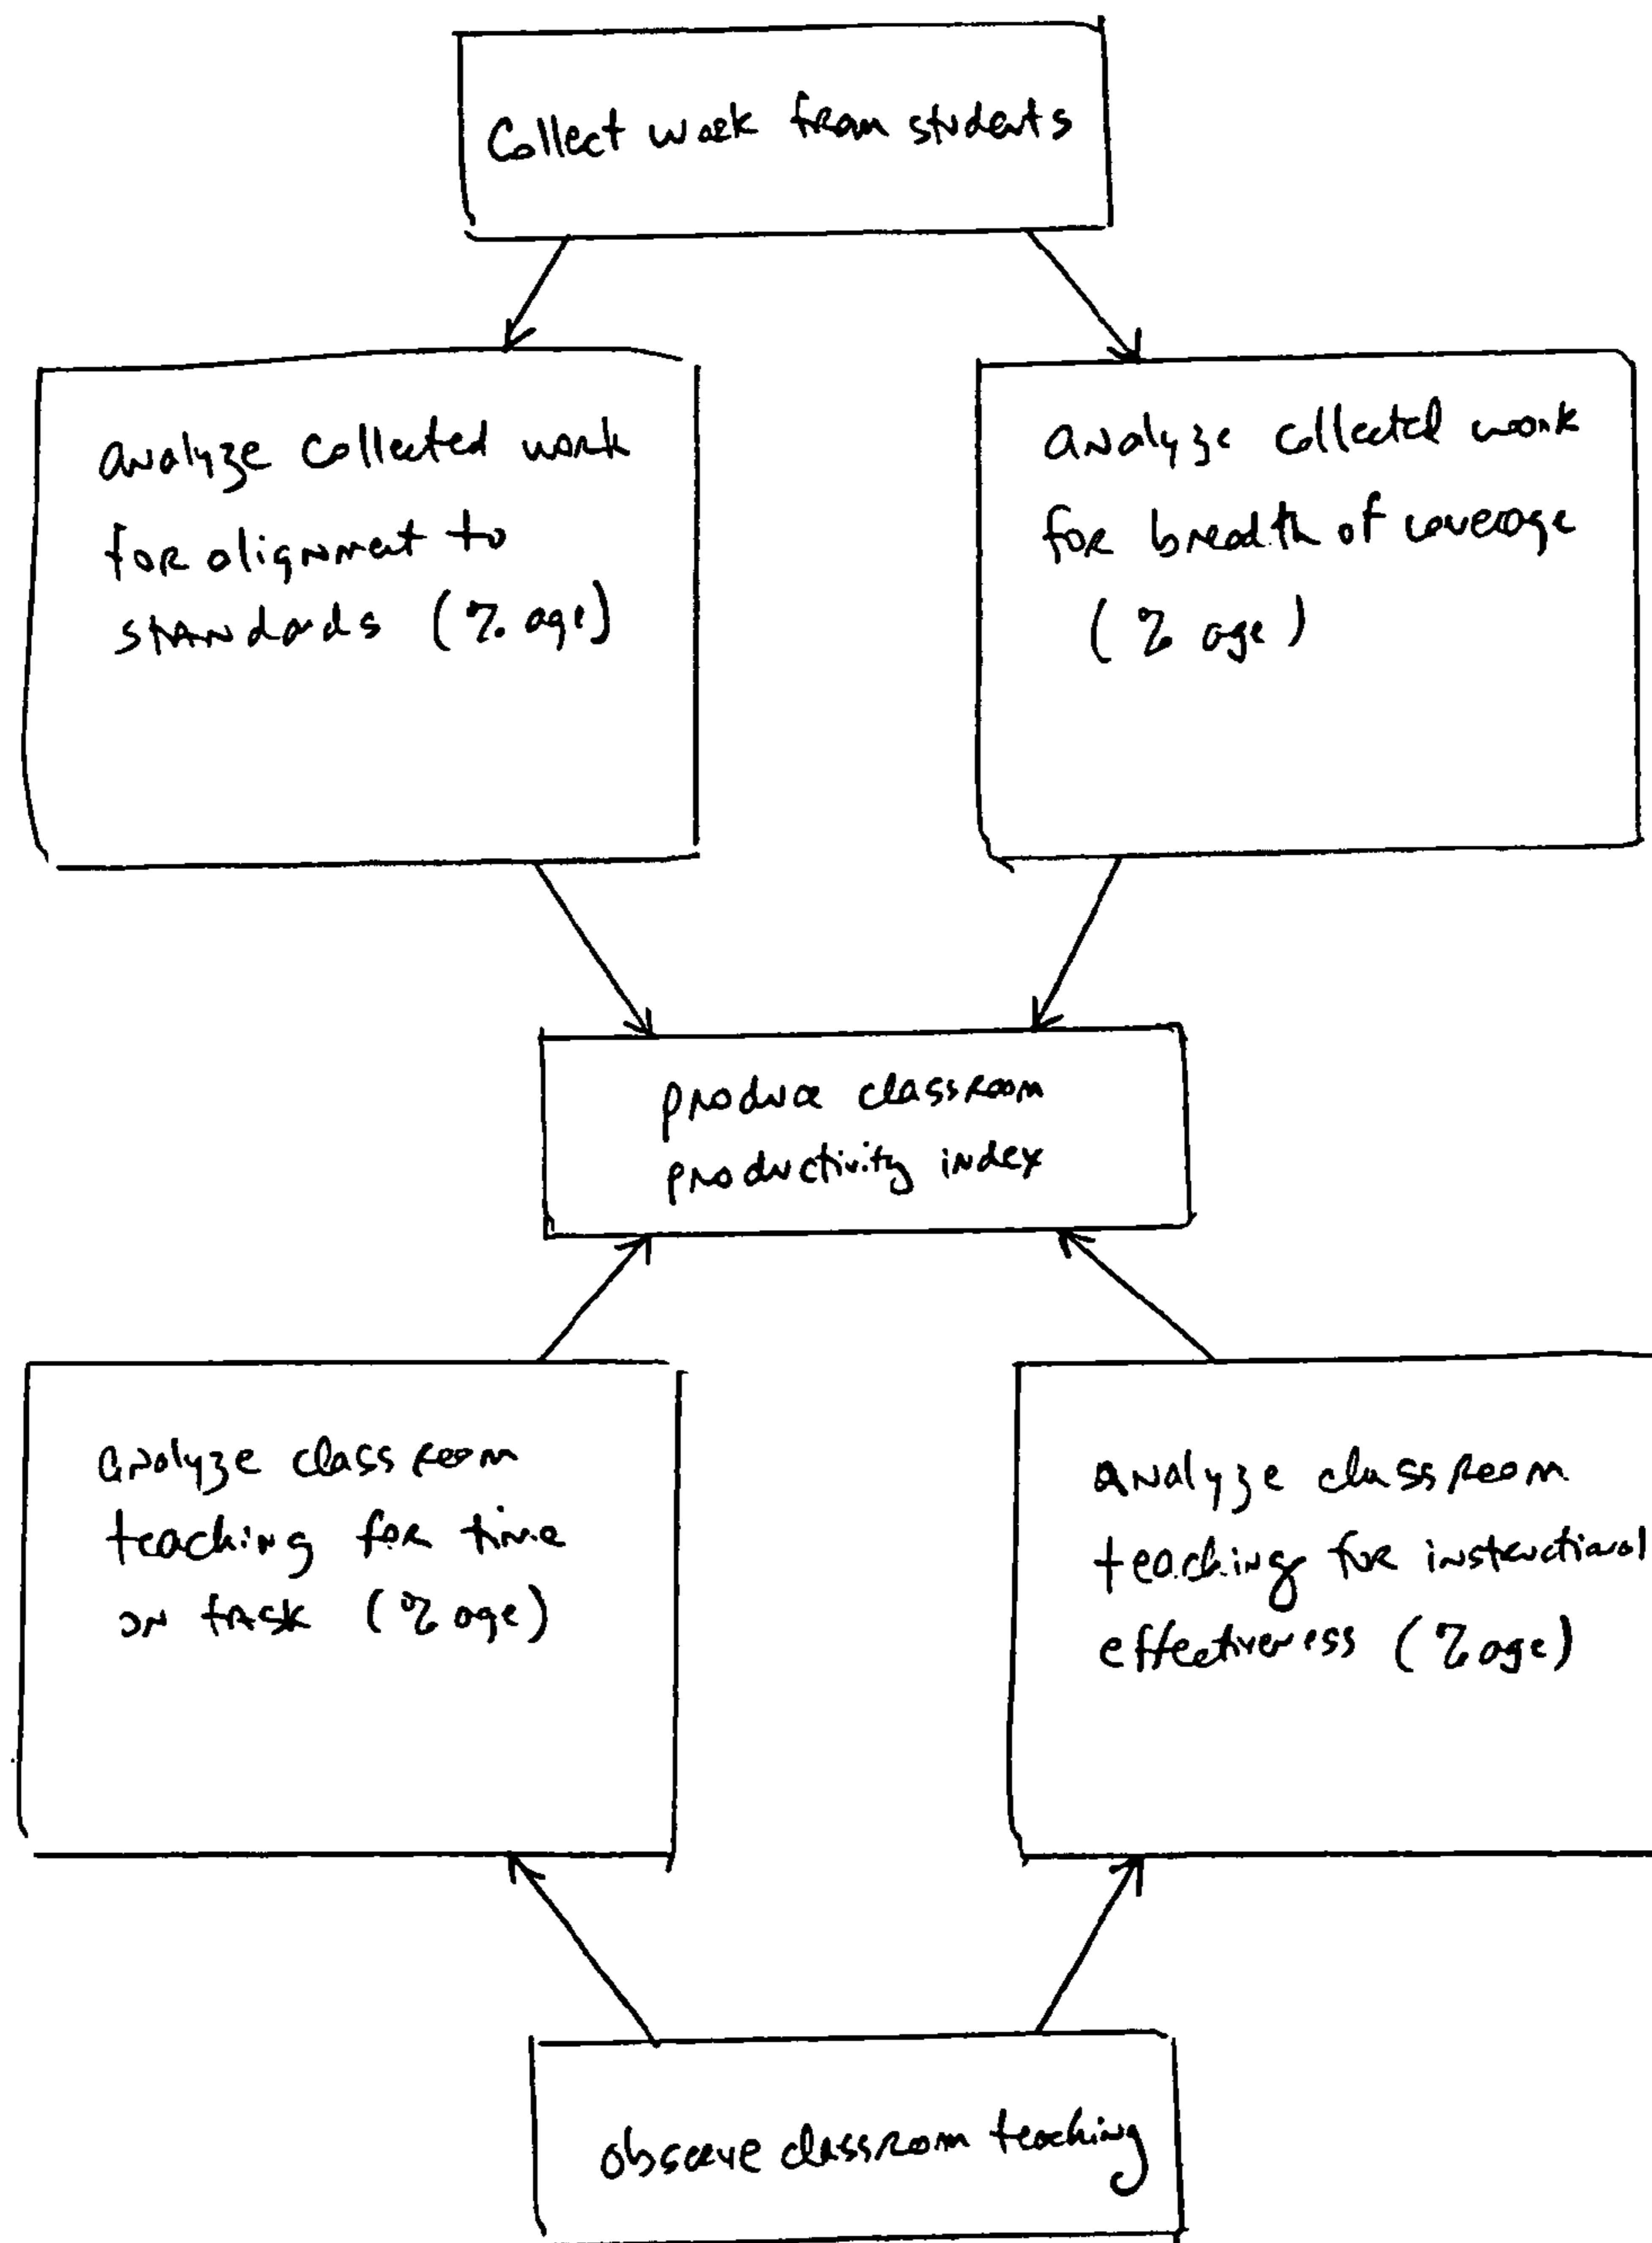 Collect work from students
analyze collected work
for alignment to
standards (% age)
analyze collected work
for breadth of coverage
(% age)
produce classroom
productivity index
analyze classroom
teaching for time
on task (% age)
analyze classroom
teaching for instructional
effectiveness (% age)
observe classroom teaching